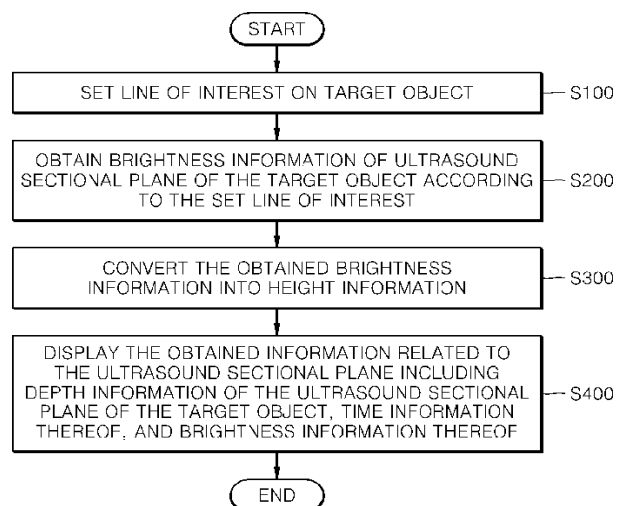 START
SET LINE OF INTEREST ON TARGET OBJECT
S100
OBTAIN BRIGHTNESS INFORMATION OF ULTRASOUND
SECTIONAL PLANE OF THE TARGET OBJECT ACCORDING
TO THE SET LINE OF INTEREST
S200
CONVERT THE OBTAINED BRIGHTNESS
INFORMATION INTO HEIGHT INFORMATION
S300
DISPLAY THE OBTAINED INFORMATION RELATED TO
THE ULTRASOUND SECTIONAL PLANE INCLUDING
DEPTH INFORMATION OF THE ULTRASOUND SECTIONAL
PLANE OF THE TARGET OBJECT, TIME INFORMATION
THEREOF, AND BRIGHTNESS INFORMATION THEREOF
S400
END